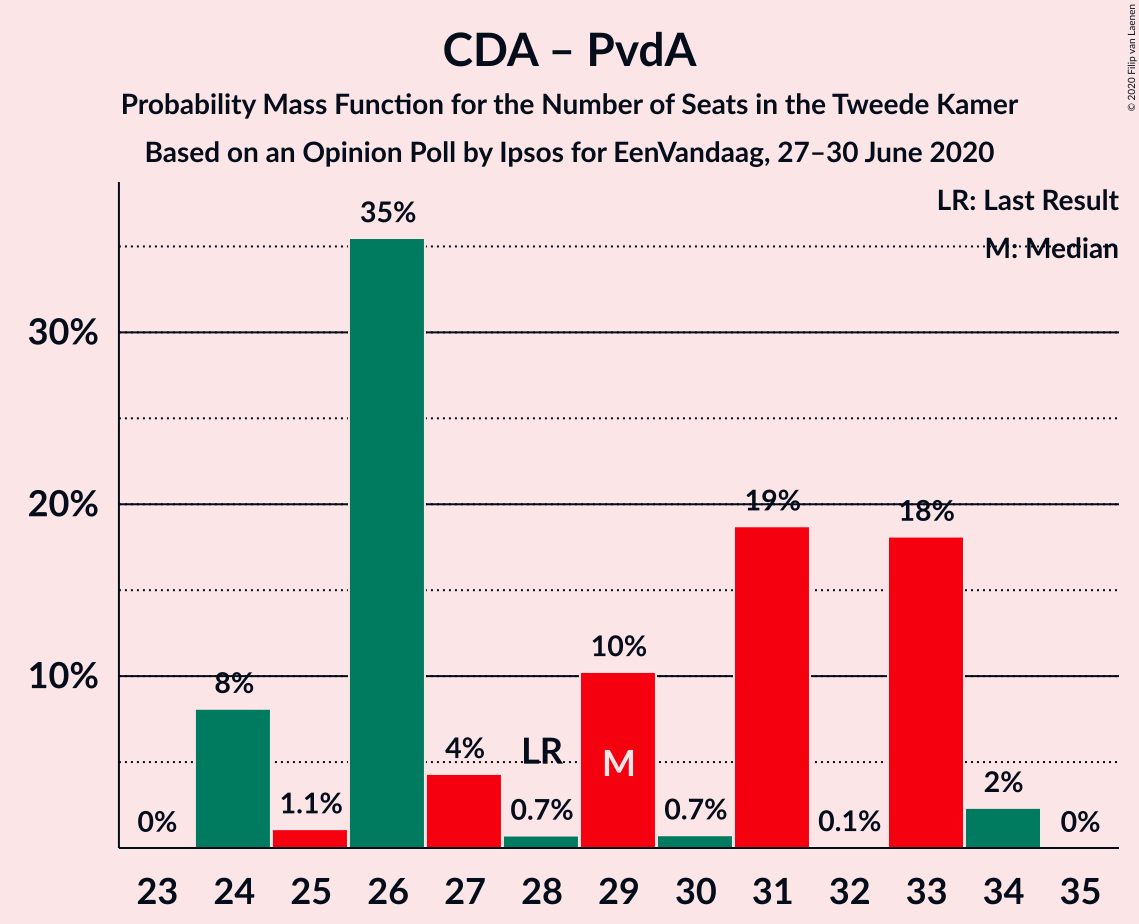 CDA – PvdA
Probability Mass Function for the Number of Seats in the Tweede Kamer
Based on an Opinion Poll by Ipsos for EenVandaag, 27–30 June 2020
© 2020 Filip van Laenen
LR: Last Result
M: Median
35%
30%
20%
19%
18%
10%
10%
8%
4%
LR
M
2%
1.1%
0.7%
0.7%
0%
0.1%
0%
23 24 25 26 27 28 29 30 31 32 33 34 35